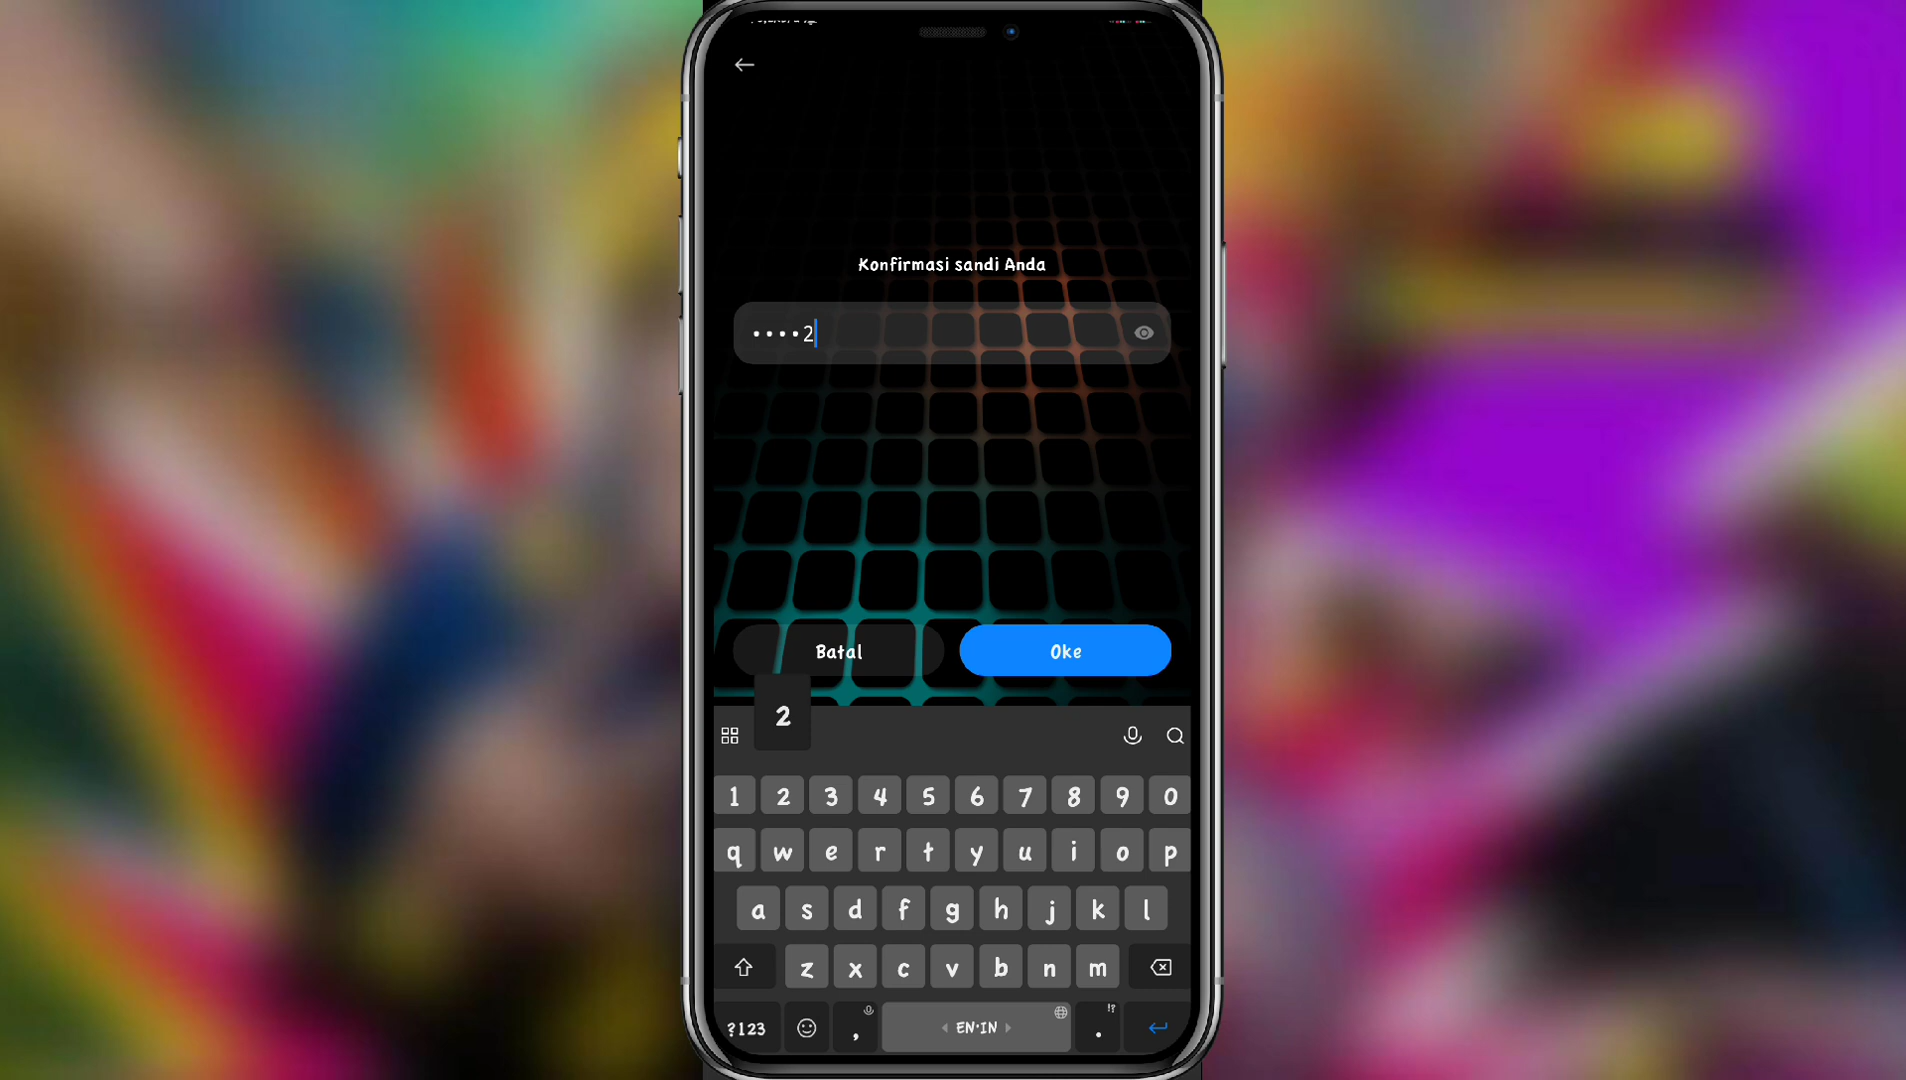 Konfirmasi sandi Anda
••••2
Batal
Oke
2
1 2 3 4 5 6 7 8 9 0
q w e r t y u i o p
a s d f g h j k l
z x c v b n m
?123 , EN·IN . !?